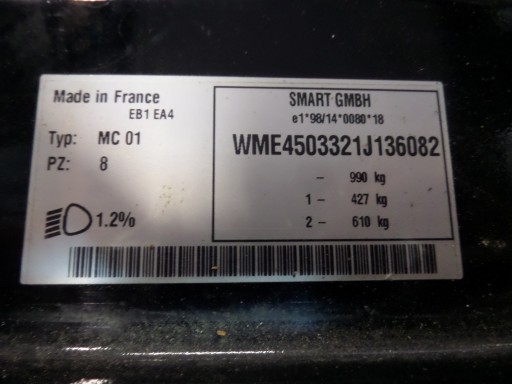 Made in France
EB1 EA4
Typ: MC 01
PZ: 8
1.2%
SMART GMBH
e1*98/14*0080*18
WME4503321J136082
– 990 kg
1 – 427 kg
2 – 610 kg